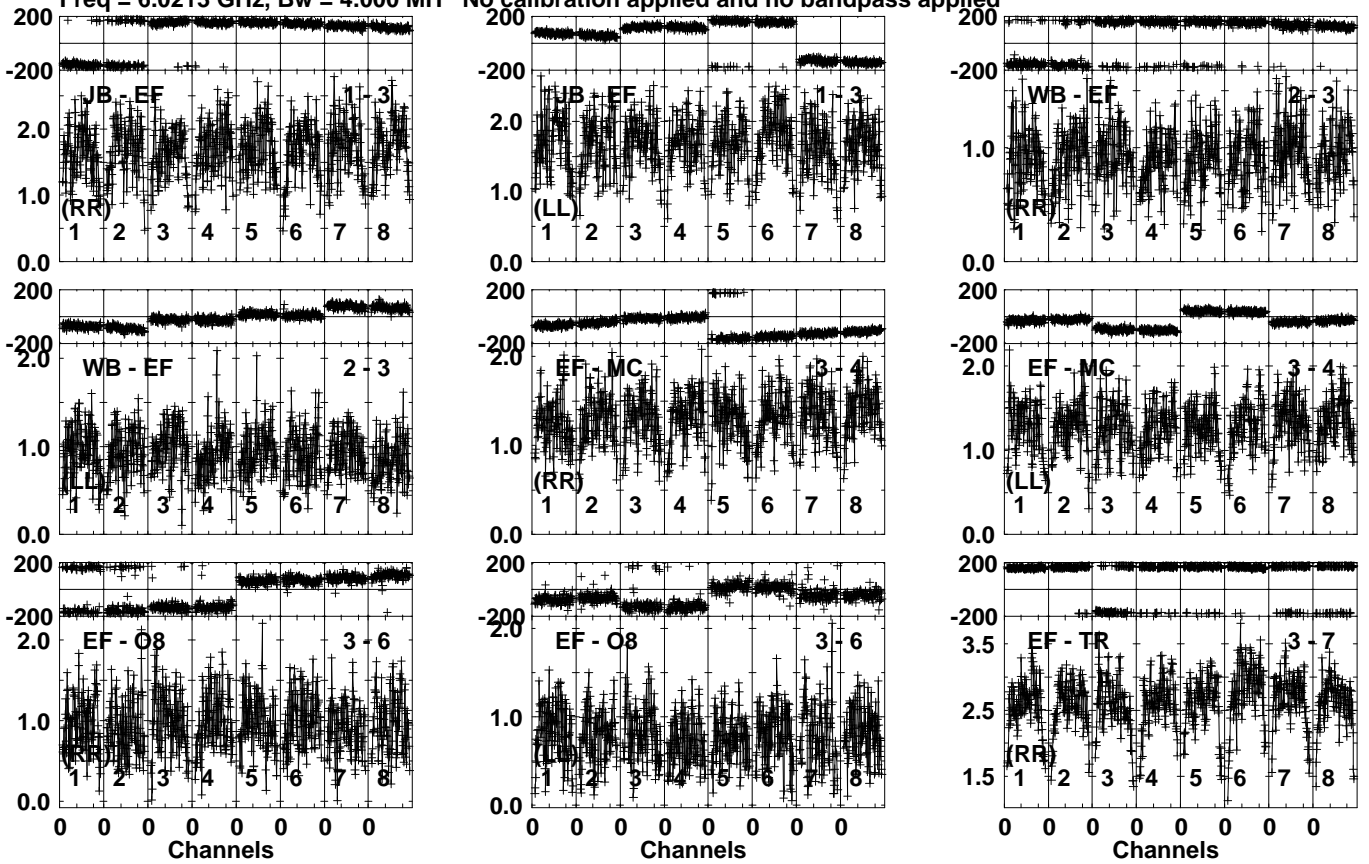 Freq = 6.0213 GHz, Bw = 4.000 MH No calibration applied and no bandpass applied
200 200 200
-200 -200 -200
JB - EF 1 - 3 JB - EF 1 - 3 WB - EF 2 - 3
2.0 2.0 1.0
1.0 1.0
(RR) (LL) (RR)
1 2 3 4 5 6 7 8 1 2 3 4 5 6 7 8 1 2 3 4 5 6 7 8
0.0 0.0 0.0
200 200 200
-200 -200 -200
2.0 2.0 2.0
WB - EF 2 - 3 EF - MC 3 - 4 EF - MC 3 - 4
1.0 1.0 1.0
(LL) (RR) (LL)
1 2 3 4 5 6 7 8 1 2 3 4 5 6 7 8 1 2 3 4 5 6 7 8
0.0 0.0 0.0
200 200 200
-200 -200 -200
2.0 2.0 3.5
EF - O8 3 - 6 EF - O8 3 - 6 EF - TR 3 - 7
1.0 1.0 2.5
(RR) (LL) (RR)
1 2 3 4 5 6 7 8 1 2 3 4 5 6 7 8 1 2 3 4 5 6 7 8
0.0 0.0 1.5
0 0 0 0 0 0 0 0 0 0 0 0 0 0 0 0 0 0 0 0 0 0 0 0
Channels Channels Channels